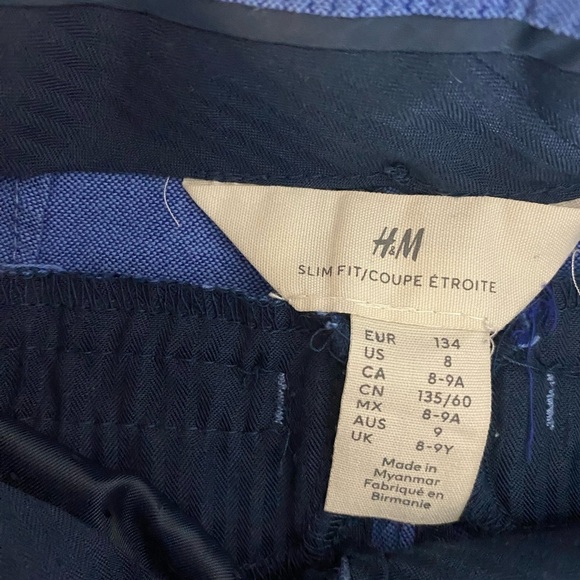 H&M
SLIM FIT/COUPE ÉTROITE
EUR 134
US 8
CA 8-9A
CN 135/60
MX 8-9A
AUS 9
UK 8-9Y
Made in
Myanmar
Fabriqué en
Birmanie